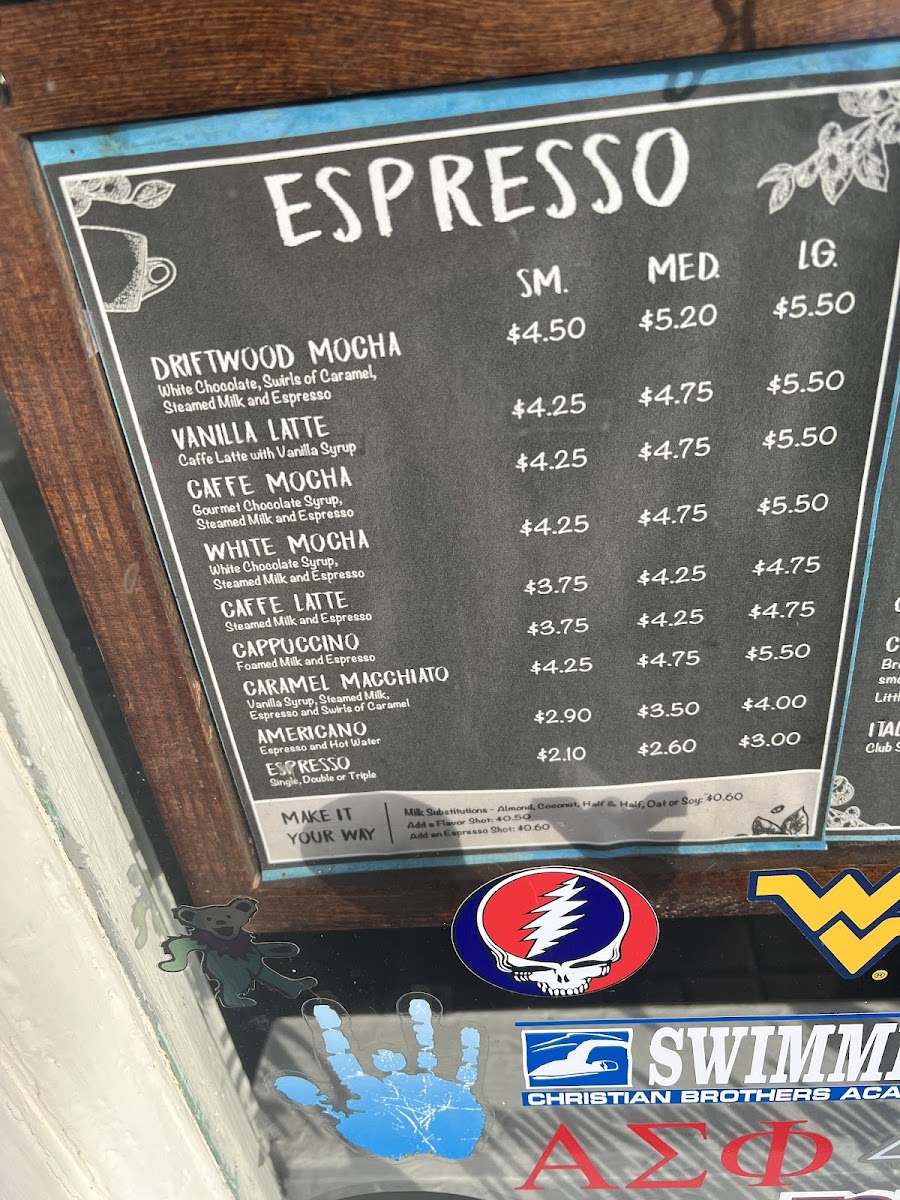 ESPRESSO
SM. MED. LG.
DRIFTWOOD MOCHA $4.50 $5.20 $5.50
White Chocolate, Swirls of Caramel,
Steamed Milk and Espresso
VANILLA LATTE $4.25 $4.75 $5.50
Caffe Latte with Vanilla Syrup
CAFFE MOCHA $4.25 $4.75 $5.50
Gourmet Chocolate Syrup,
Steamed Milk and Espresso
WHITE MOCHA $4.25 $4.75 $5.50
White Chocolate Syrup,
Steamed Milk and Espresso
CAFFE LATTE $3.75 $4.25 $4.75
Steamed Milk and Espresso
CAPPUCCINO $3.75 $4.25 $4.75
Foamed Milk and Espresso
CARAMEL MACCHIATO $4.25 $4.75 $5.50
Vanilla Syrup, Steamed Milk,
Espresso and Swirls of Caramel
AMERICANO $2.90 $3.50 $4.00
Espresso and Hot Water
ESPRESSO $2.10 $2.60 $3.00
Single, Double or Triple
MAKE IT
YOUR WAY
Milk Substitutions - Almond, Coconut, Half & Half, Oat or Soy: $0.60
Add a Flavor Shot: $0.50
Add an Espresso Shot: $0.60
Club S
WV
®
SWIMM
CHRISTIAN BROTHERS ACA
ΑΣΦ